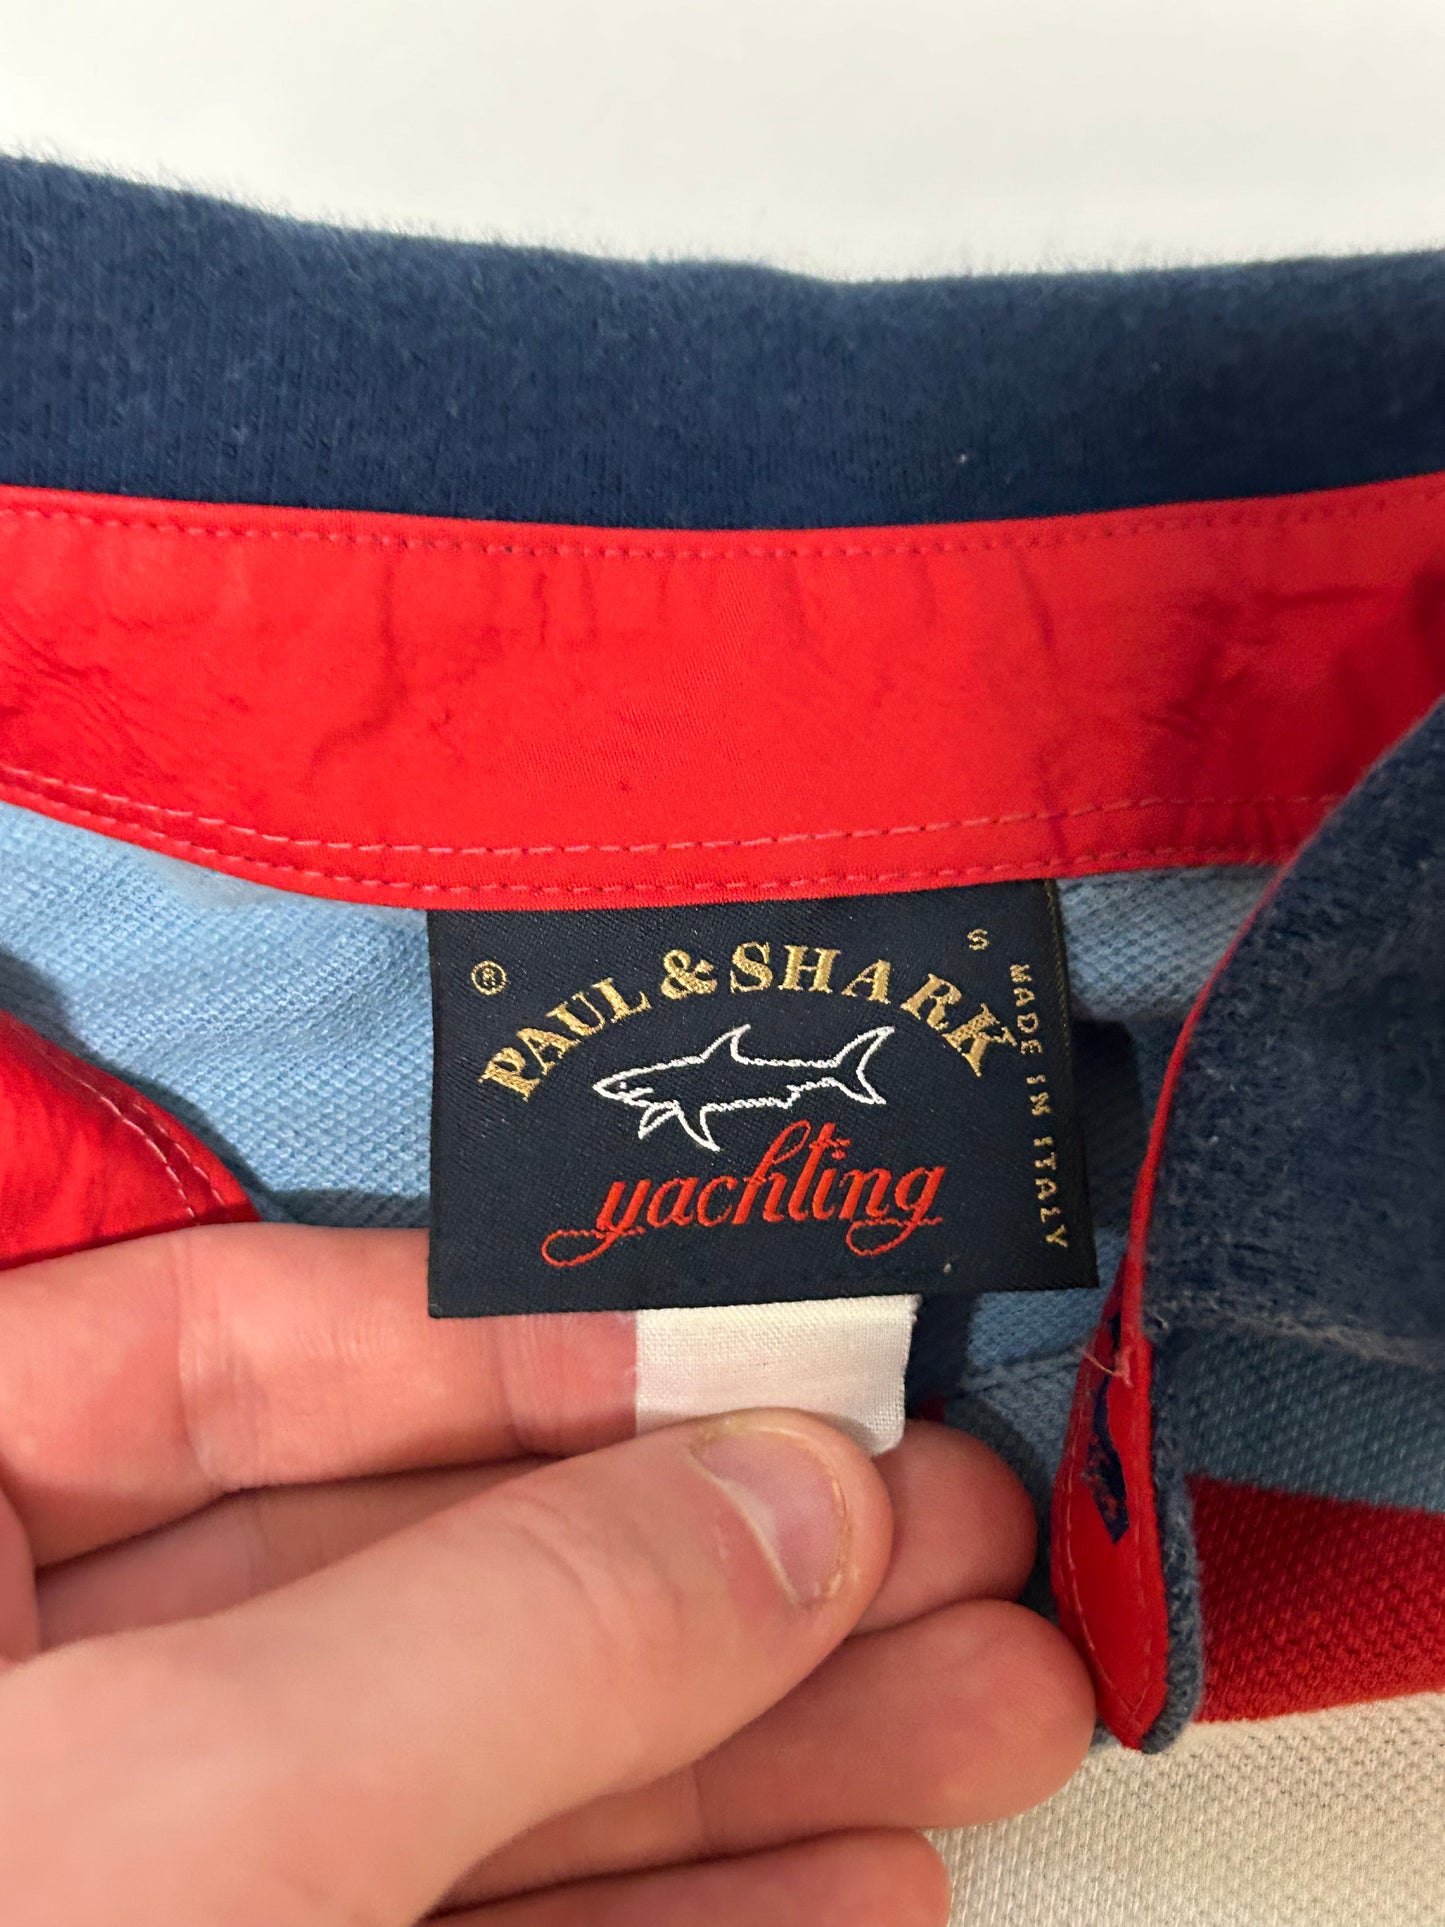 ®
PAUL & SHARK
S
MADE IN ITALY
yachting